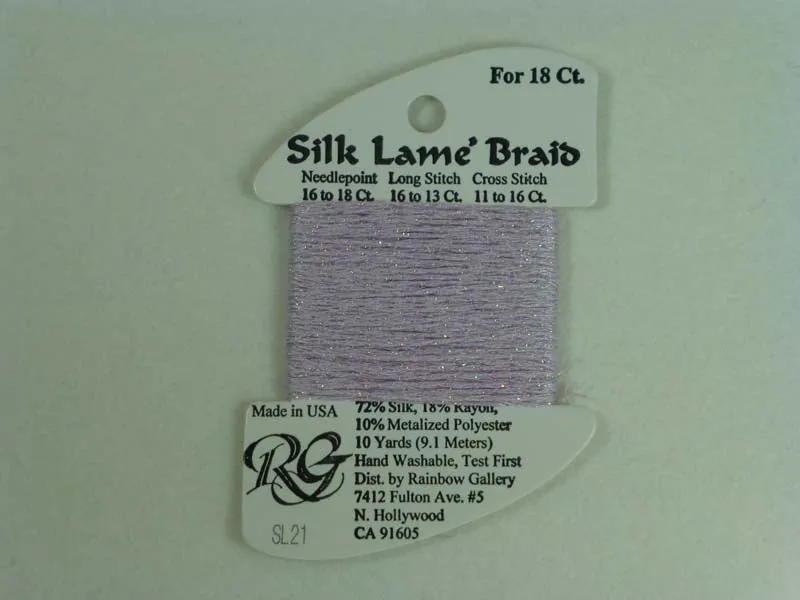 For 18 Ct.
Silk Lamé Braid
Needlepoint Long Stitch Cross Stitch
16 to 18 Ct. 16 to 13 Ct. 11 to 16 Ct.
Made in USA
72% Silk, 18% Rayon,
10% Metalized Polyester
10 Yards (9.1 Meters)
Hand Washable, Test First
Dist. by Rainbow Gallery
7412 Fulton Ave. #5
N. Hollywood
CA 91605
RG
SL21